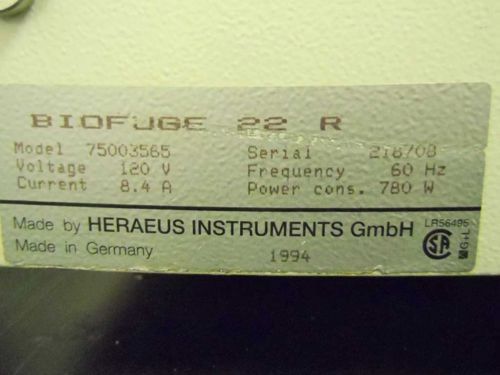 BIOFUGE 22 R
Model 75003565 Serial 218708
Voltage 120 V Frequency 60 Hz
Current 8.4 A Power cons. 780 W
Made by HERAEUS INSTRUMENTS GmbH LR56495
Made in Germany 1994 SA G+L